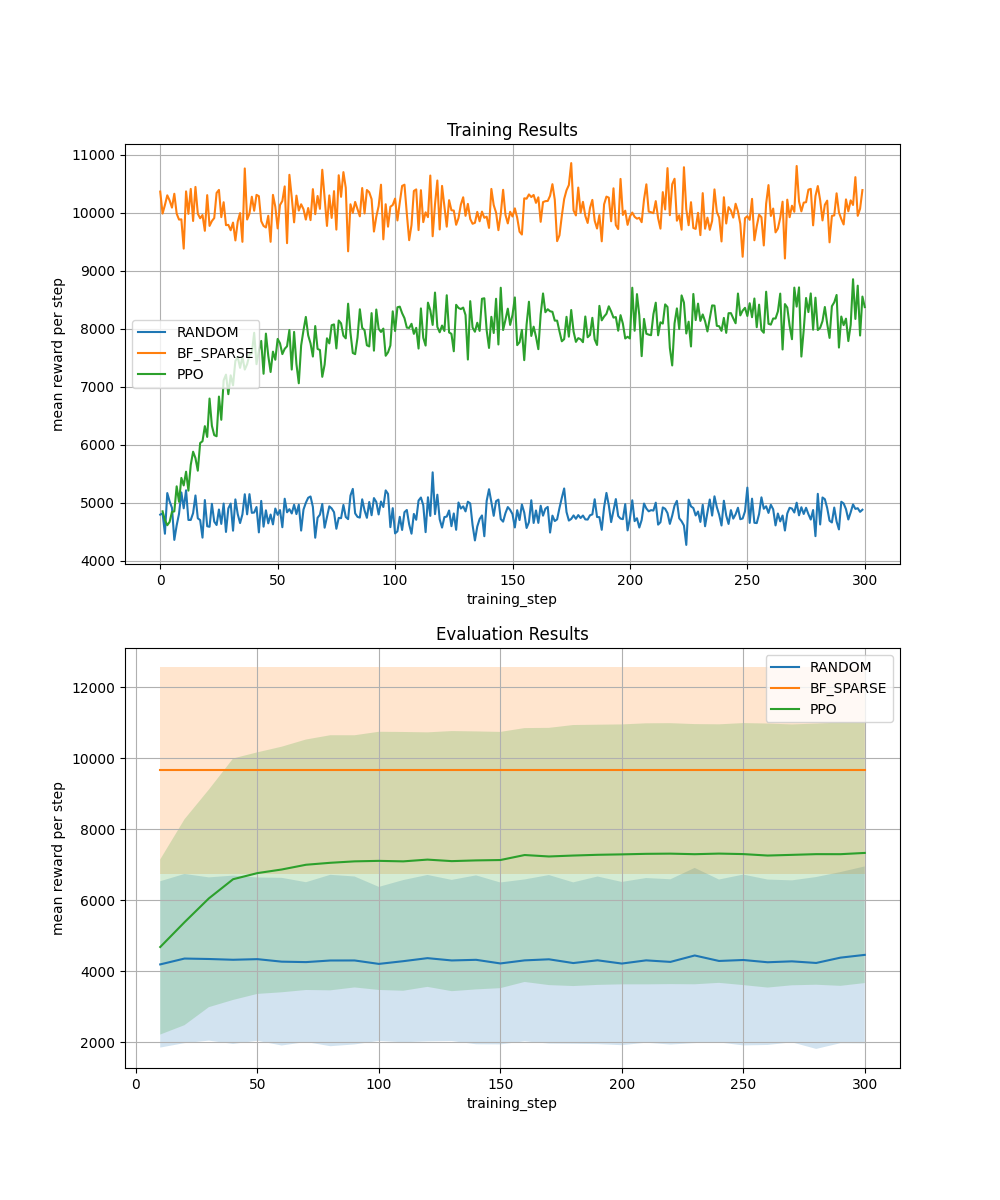 Training Results
11000
10000
9000
8000
7000
6000
5000
4000
mean reward per step
RANDOM
BF_SPARSE
PPO
0 50 100 150 200 250 300
training_step
Evaluation Results
12000
10000
8000
6000
4000
2000
mean reward per step
RANDOM
BF_SPARSE
PPO
0 50 100 150 200 250 300
training_step